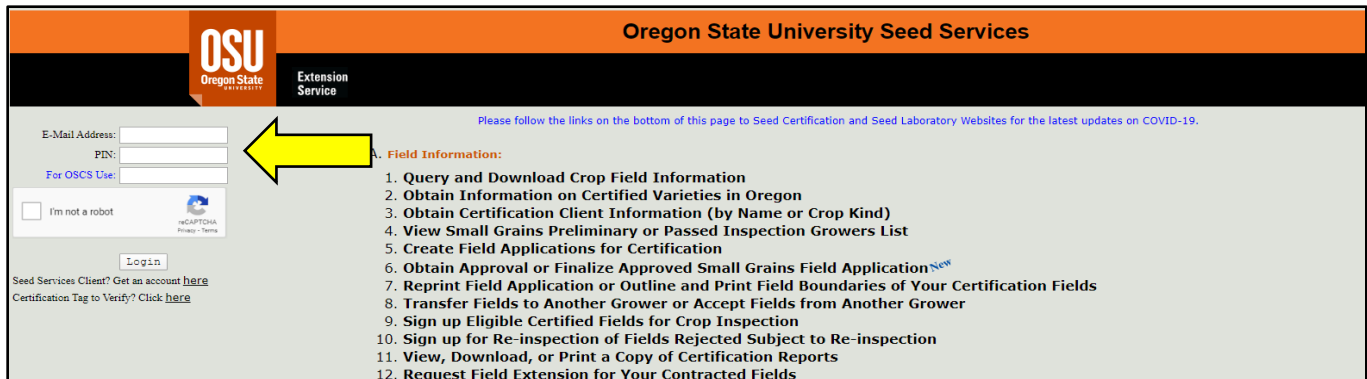 Oregon State University Seed Services
OSU
Oregon State
UNIVERSITY
Extension
Service
E-Mail Address:
PIN:
For OSCS Use:
I'm not a robot
reCAPTCHA
Privacy - Terms
Login
Seed Services Client? Get an account here
Certification Tag to Verify? Click here
Please follow the links on the bottom of this page to Seed Certification and Seed Laboratory Websites for the latest updates on COVID-19.
A. Field Information:
1. Query and Download Crop Field Information
2. Obtain Information on Certified Varieties in Oregon
3. Obtain Certification Client Information (by Name or Crop Kind)
4. View Small Grains Preliminary or Passed Inspection Growers List
5. Create Field Applications for Certification
6. Obtain Approval or Finalize Approved Small Grains Field Application New
7. Reprint Field Application or Outline and Print Field Boundaries of Your Certification Fields
8. Transfer Fields to Another Grower or Accept Fields from Another Grower
9. Sign up Eligible Certified Fields for Crop Inspection
10. Sign up for Re-inspection of Fields Rejected Subject to Re-inspection
11. View, Download, or Print a Copy of Certification Reports
12. Request Field Extension for Your Contracted Fields